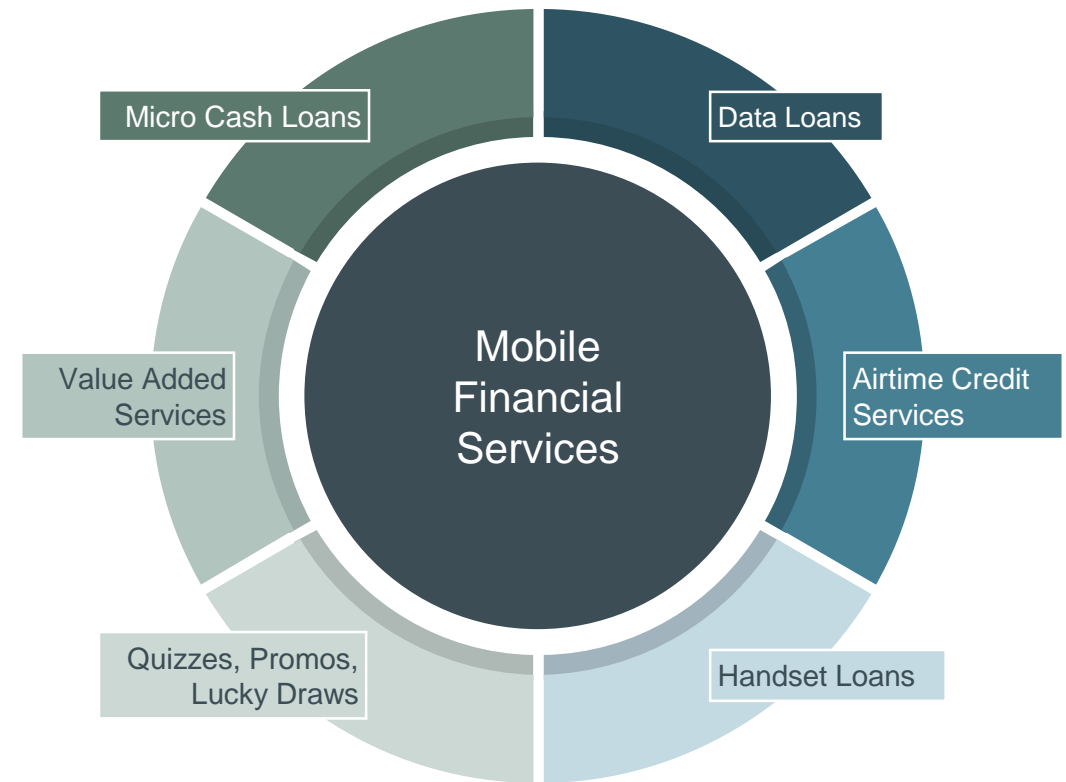 Micro Cash Loans
Data Loans
Mobile
Financial
Services
Value Added
Services
Airtime Credit
Services
Quizzes, Promos,
Lucky Draws
Handset Loans